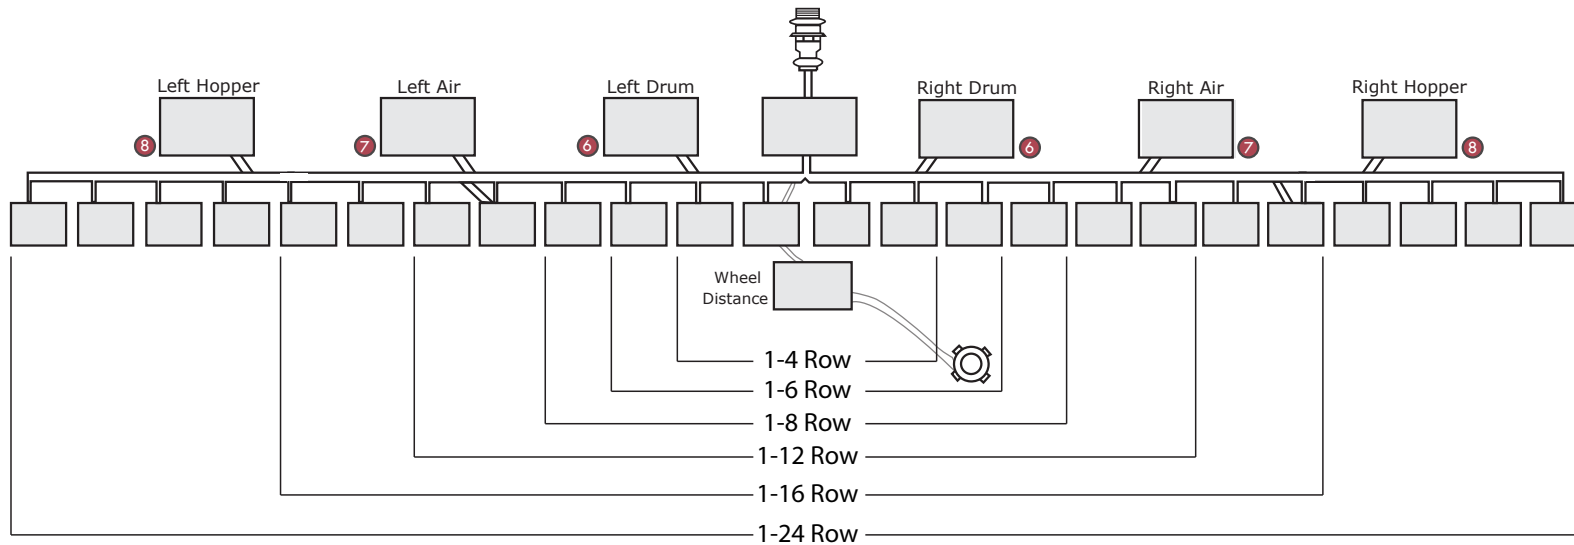 Left Hopper
Left Air
Left Drum
Right Drum
Right Air
Right Hopper
8
7
6
6
7
8
Wheel
Distance
1-4 Row
1-6 Row
1-8 Row
1-12 Row
1-16 Row
1-24 Row